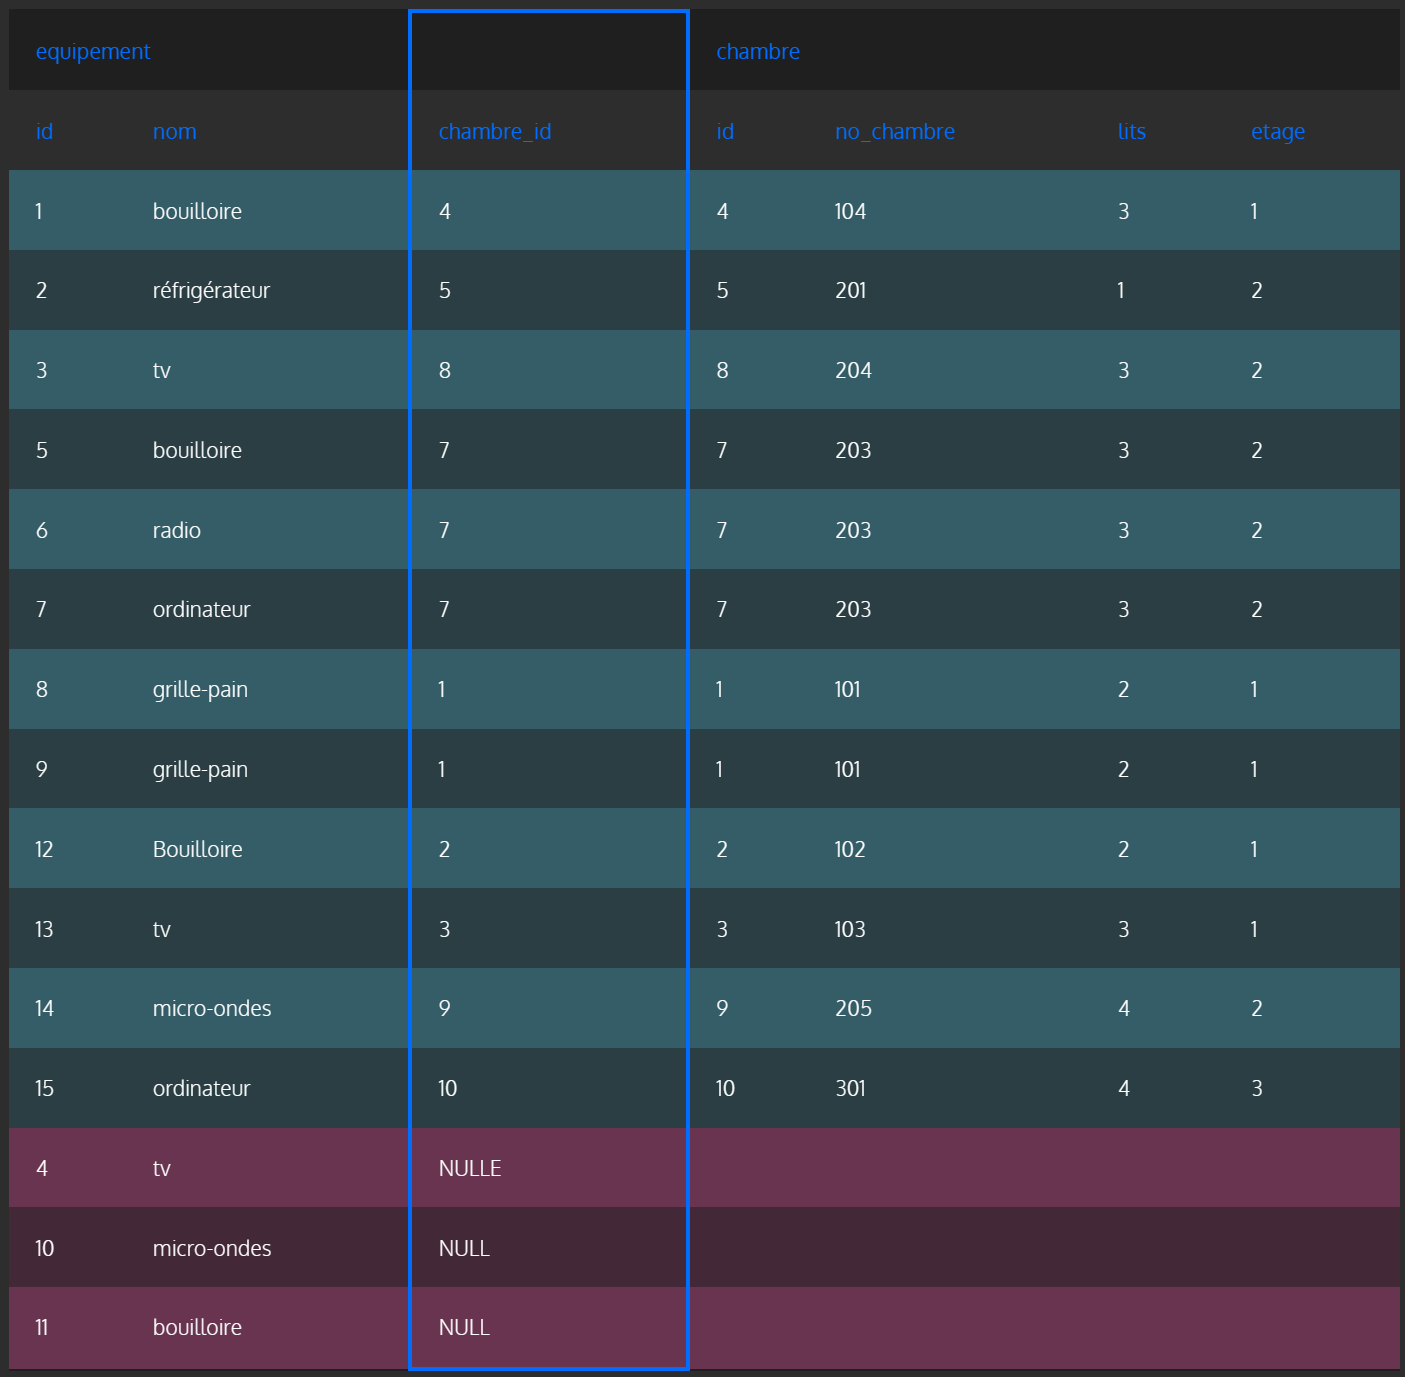 equipement chambre
id nom chambre_id id no_chambre lits etage
1 bouilloire 4 4 104 3 1
2 réfrigérateur 5 5 201 1 2
3 tv 8 8 204 3 2
5 bouilloire 7 7 203 3 2
6 radio 7 7 203 3 2
7 ordinateur 7 7 203 3 2
8 grille-pain 1 1 101 2 1
9 grille-pain 1 1 101 2 1
12 Bouilloire 2 2 102 2 1
13 tv 3 3 103 3 1
14 micro-ondes 9 9 205 4 2
15 ordinateur 10 10 301 4 3
4 tv NULLE
10 micro-ondes NULL
11 bouilloire NULL